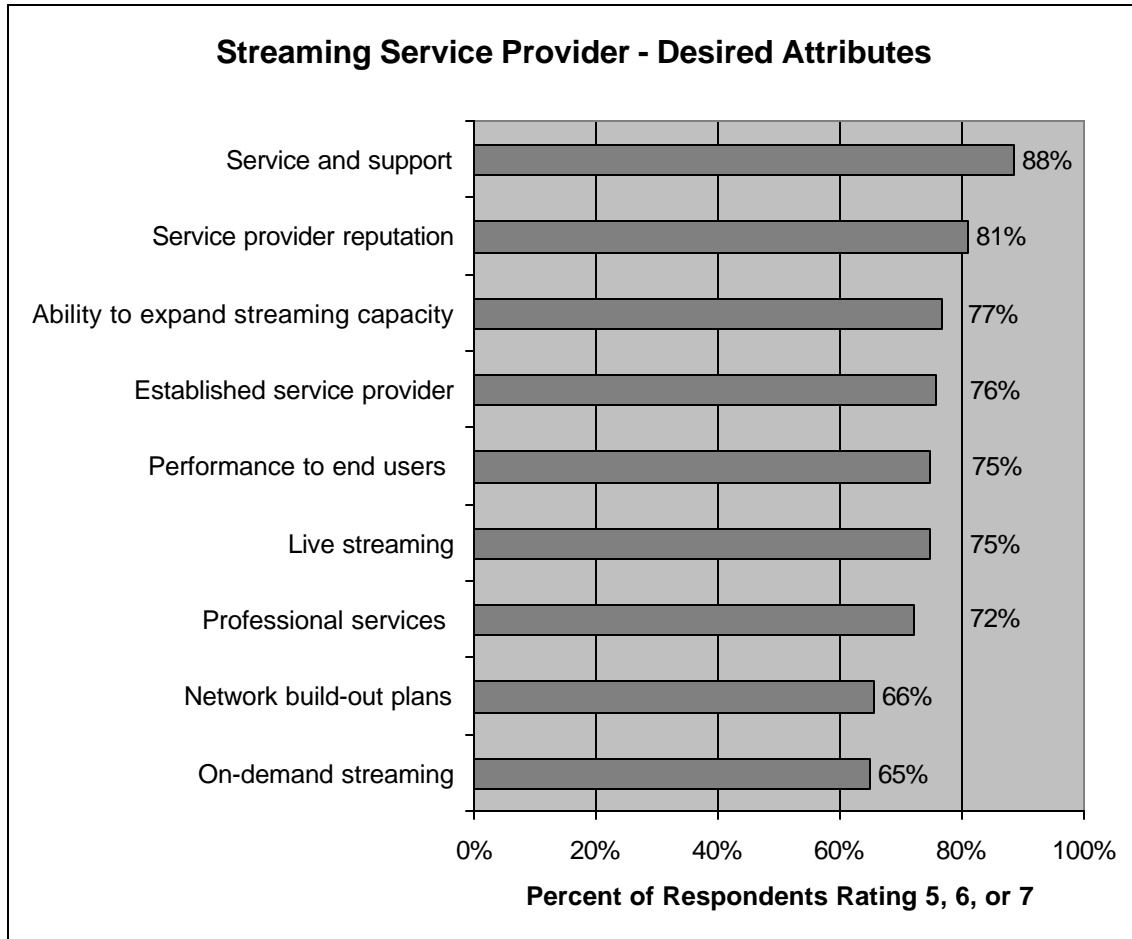 Streaming Service Provider - Desired Attributes
Service and support 88%
Service provider reputation 81%
Ability to expand streaming capacity 77%
Established service provider 76%
Performance to end users 75%
Live streaming 75%
Professional services 72%
Network build-out plans 66%
On-demand streaming 65%
0% 20% 40% 60% 80% 100%
Percent of Respondents Rating 5, 6, or 7